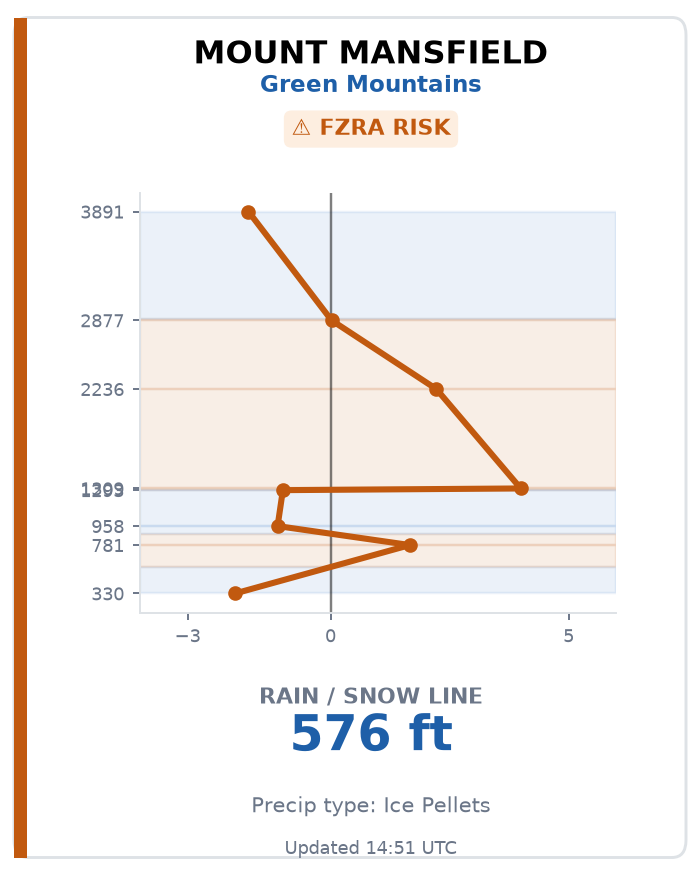 MOUNT MANSFIELD
Green Mountains
⚠ FZRA RISK
3891
2877
2236
958
781
330
−3 0 5
RAIN / SNOW LINE
576 ft
Precip type: Ice Pellets
Updated 14:51 UTC